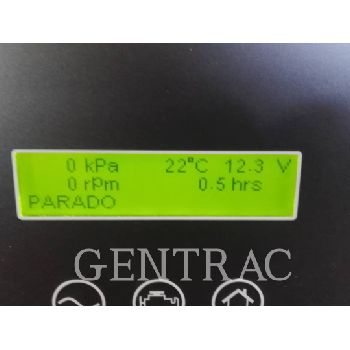 0 kPa 22°C 12.3 V
0 rpm 0.5 hrs
PARADO
GENTRAC